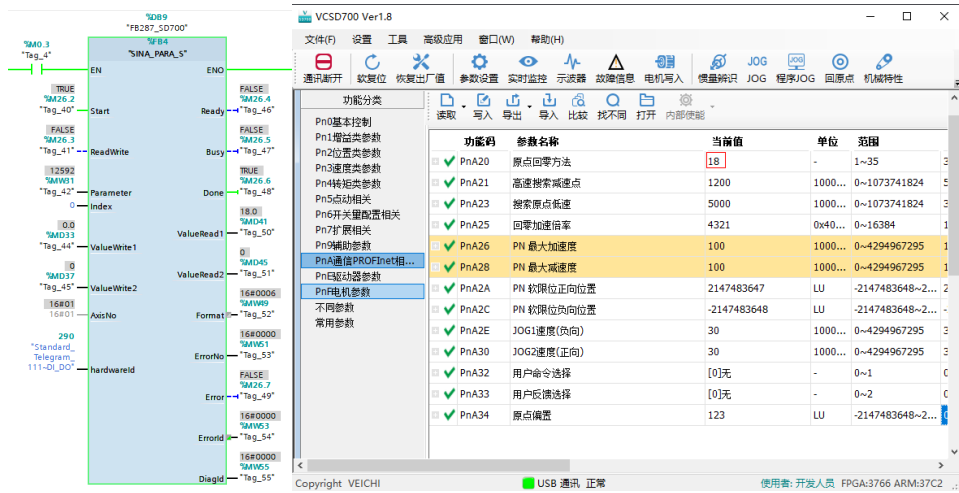 %DB9
"FB287_SD700"
%FB4
"SINA_PARA_S"
%M0.3
"Tag_4"
EN
ENO
TRUE
%M26.2
"Tag_40"
Start
FALSE
%M26.3
"Tag_41"
ReadWrite
12592
%MW31
"Tag_42"
Parameter
0
Index
0.0
%MD33
"Tag_44"
ValueWrite1
0
%MD37
"Tag_45"
ValueWrite2
16#01
16#01
AxisNo
290
"Standard_
Telegram_
111~DI_DO"
hardwareId
FALSE
%M26.4
Ready
"Tag_46"
FALSE
%M26.5
Busy
"Tag_47"
TRUE
%M26.6
Done
"Tag_48"
18.0
%MD41
ValueRead1
"Tag_50"
0
%MD45
ValueRead2
"Tag_51"
16#0006
%MW49
Format
"Tag_52"
16#0000
%MW51
ErrorNo
"Tag_53"
FALSE
%M26.7
Error
"Tag_49"
16#0000
%MW53
ErrorId
"Tag_54"
16#0000
%MW55
DiagId
"Tag_55"
VCSD700 Ver1.8
文件(F) 设置 工具 高级应用 窗口(W) 帮助(H)
JOG JOG
通讯断开 软复位 恢复出厂值 参数设置 实时监控 示波器 故障信息 电机写入 惯量辨识 JOG 程序JOG 回原点 机械特性
功能分类
Pn0基本控制
Pn1增益类参数
Pn2位置类参数
Pn3速度类参数
Pn4转矩类参数
Pn5点动相关
Pn6开关量配置相关
Pn7扩展相关
Pn9辅助参数
PnA通信PROFInet相...
PnE驱动器参数
PnF电机参数
不同参数
常用参数
读取 写入 导出 导入 比较 找不同 打开 内部使能
功能码 参数名称 当前值 单位 范围
PnA20 原点回零方法 18 - 1~35 3
PnA21 高速搜索减速点 1200 1000... 0~1073741824 5
PnA23 搜索原点低速 5000 1000... 0~1073741824 3
PnA25 回零加速倍率 4321 0x40... 0~16384 1
PnA26 PN 最大加速度 100 1000... 0~4294967295 1
PnA28 PN 最大减速度 100 1000... 0~4294967295 1
PnA2A PN 软限位正向位置 2147483647 LU -2147483648~2... 2
PnA2C PN 软限位负向位置 -2147483648 LU -2147483648~2... -
PnA2E JOG1速度(负向) 30 1000... 0~4294967295 3
PnA30 JOG2速度(正向) 30 1000... 0~4294967295 3
PnA32 用户命令选择 [0]无 - 0~1
PnA33 用户反馈选择 [0]无 - 0~2
PnA34 原点偏置 123 LU -2147483648~2...
Copyright VEICHI
USB 通讯 正常
使用者: 开发人员 FPGA:3766 ARM:37C2